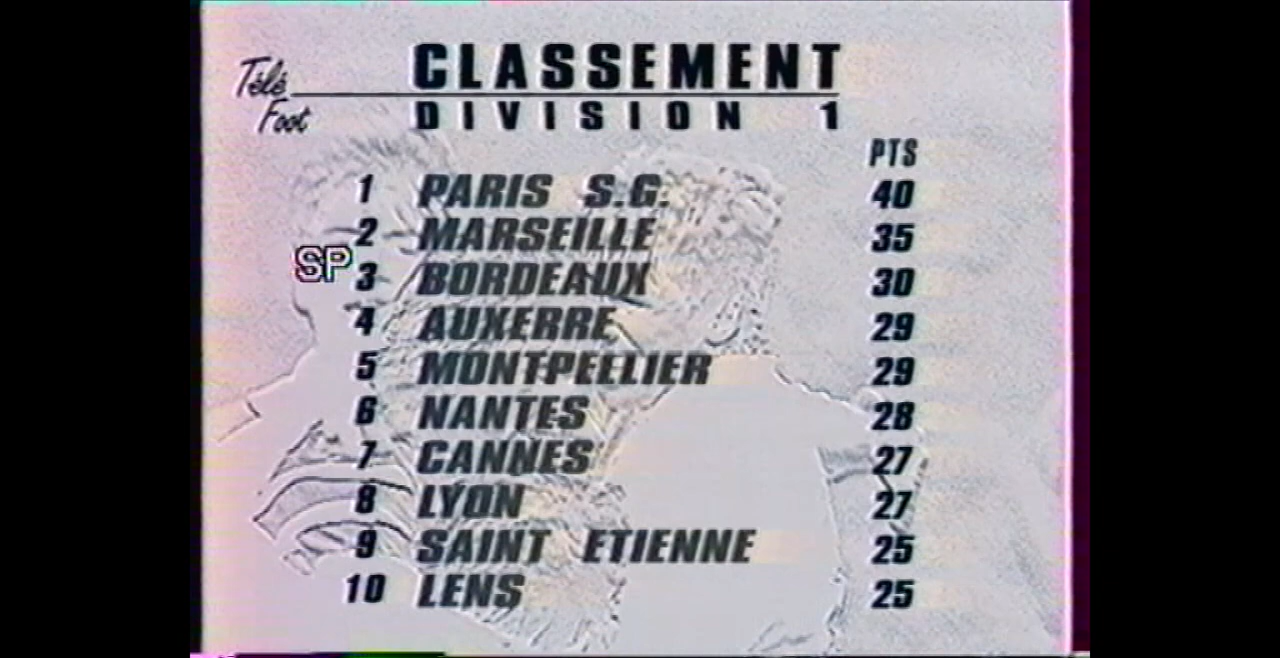 Télé Foot
CLASSEMENT
DIVISION 1
PTS
1 PARIS S.G. 40
2 MARSEILLE 35
SP
3 BORDEAUX 30
4 AUXERRE 29
5 MONTPEELIER 29
6 NANTES 28
7 CANNES 27
8 LYON 27
9 SAINT ETIENNE 25
10 LENS 25